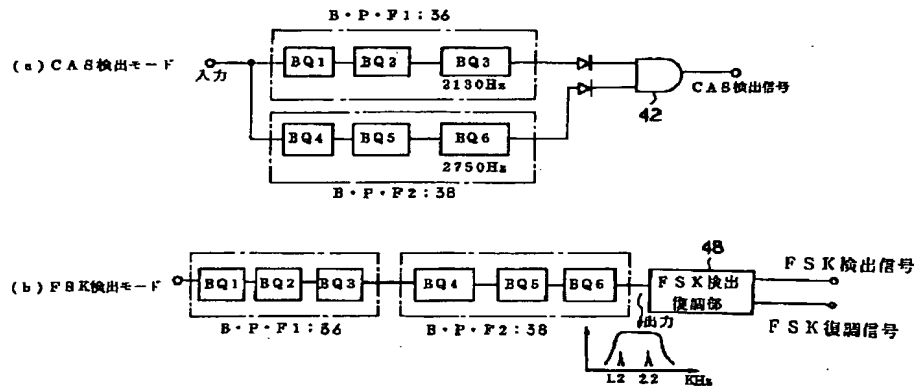 B・P・F1:36
(a)CAS検出モード
入力
BQ1 BQ2 BQ3
2130Hz
42
CAS検出信号
BQ4 BQ5 BQ6
2750Hz
B・P・F2:38
48
(b)FSK検出モード
BQ1 BQ2 BQ3 BQ4 BQ5 BQ6
FSK検出
復調部
FSK検出信号
FSK復調信号
B・P・F1:36 B・P・F2:38
出力
1.2 2.2 KHz